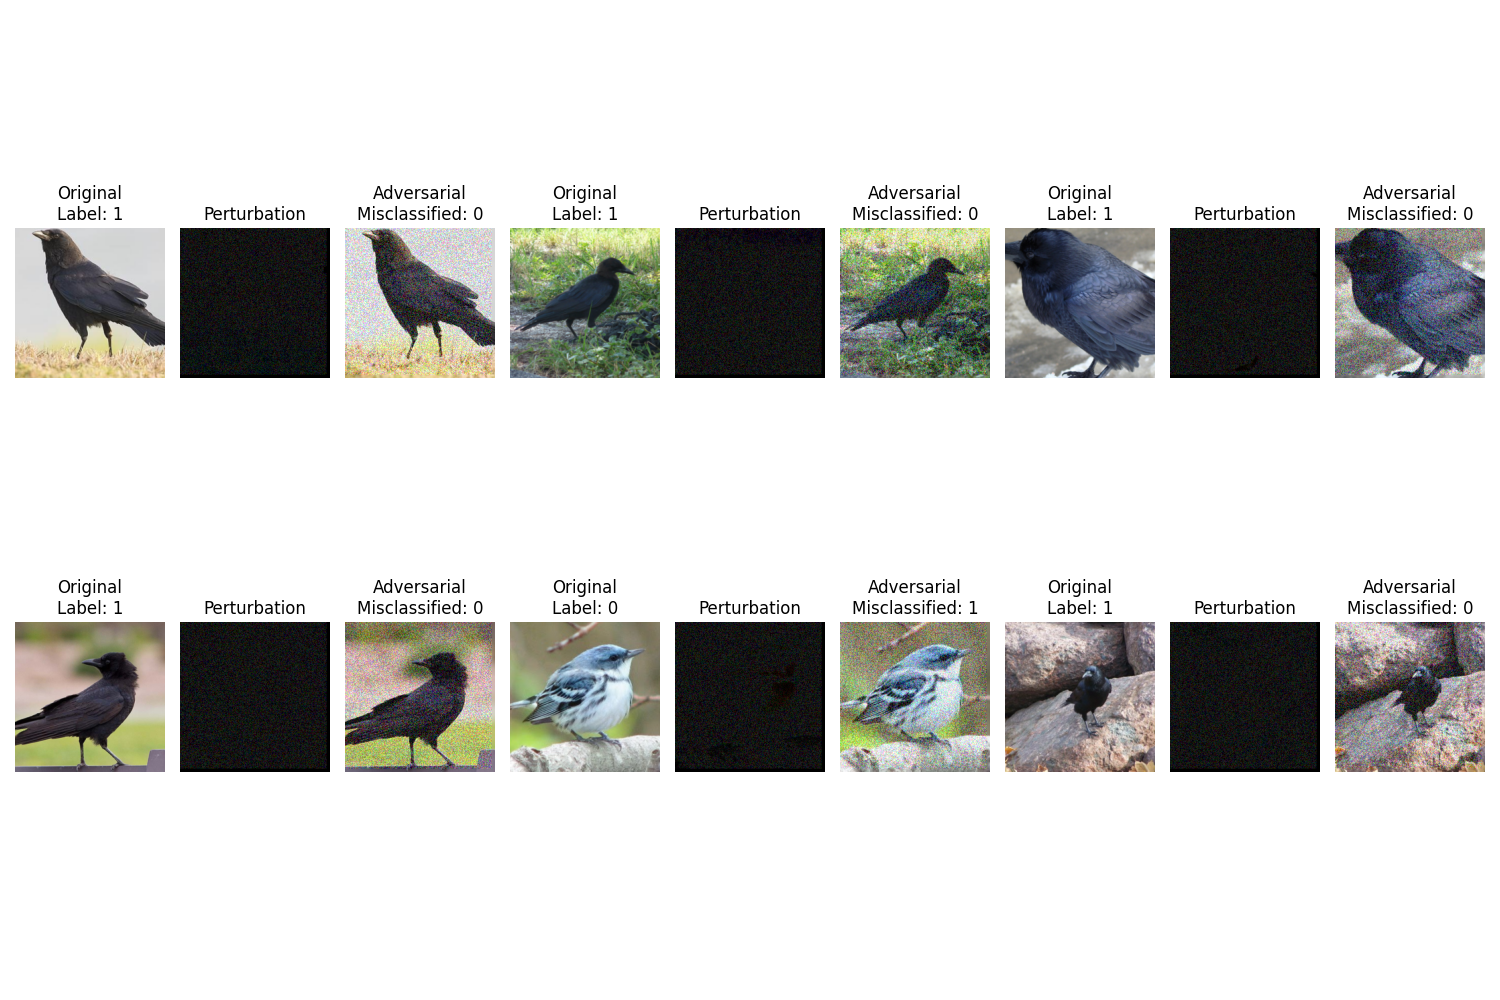 Original
Label: 1
Perturbation
Adversarial
Misclassified: 0
Original
Label: 1
Perturbation
Adversarial
Misclassified: 0
Original
Label: 1
Perturbation
Adversarial
Misclassified: 0
Original
Label: 1
Perturbation
Adversarial
Misclassified: 0
Original
Label: 0
Perturbation
Adversarial
Misclassified: 1
Original
Label: 1
Perturbation
Adversarial
Misclassified: 0